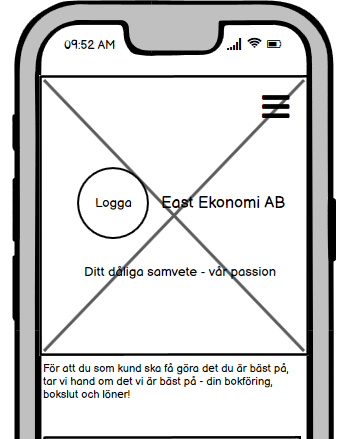 09:52 AM
Logga
East Ekonomi AB
Ditt dåliga samvete - vår passion
För att du som kund ska få göra det du är bäst på,
tar vi hand om det vi är bäst på - din bokföring,
bokslut och löner!